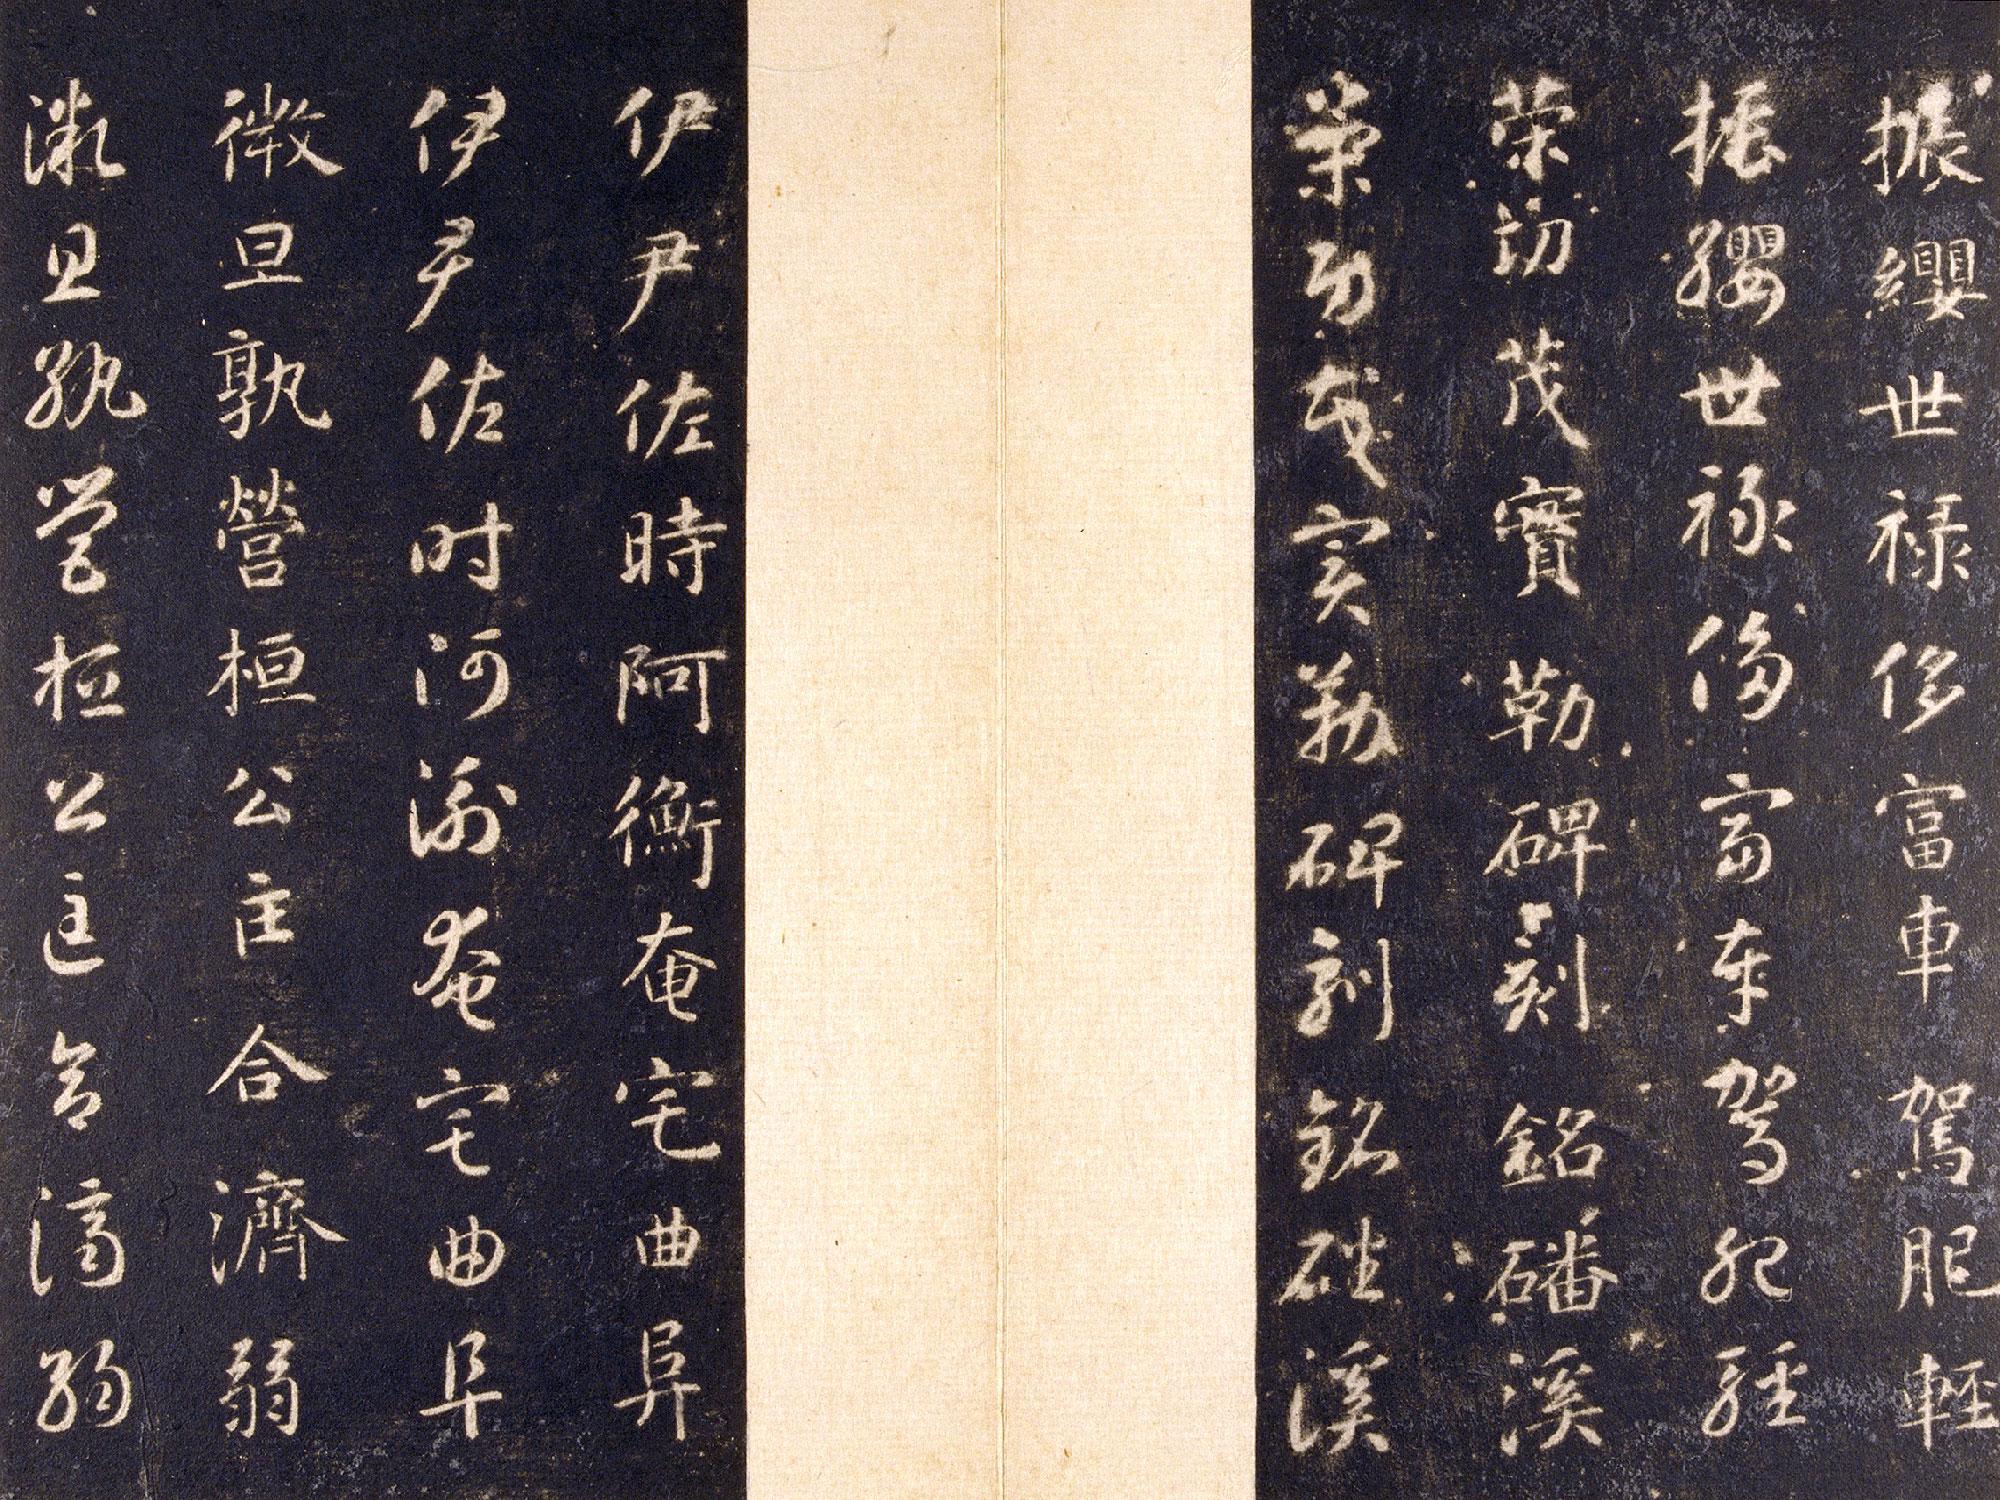 振纓世禄侈富車駕肥輕
振纓世禄侈富車駕肥輕
策功茂實勒碑刻銘磻溪
策功茂實勒碑刻銘磻溪
伊尹佐時阿衡奄宅曲阜
伊尹佐時阿衡奄宅曲阜
微旦孰營桓公匡合濟弱
微旦孰營桓公匡合濟弱